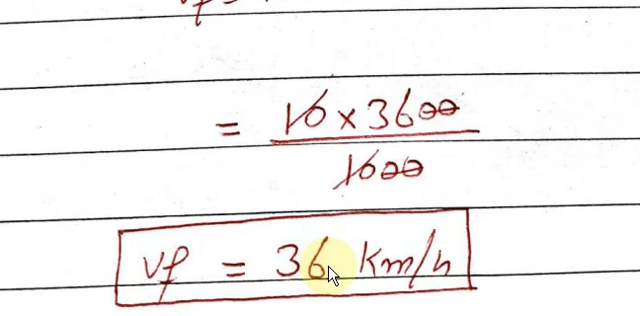 = 10 × 3600
1000
vf = 36 km/h